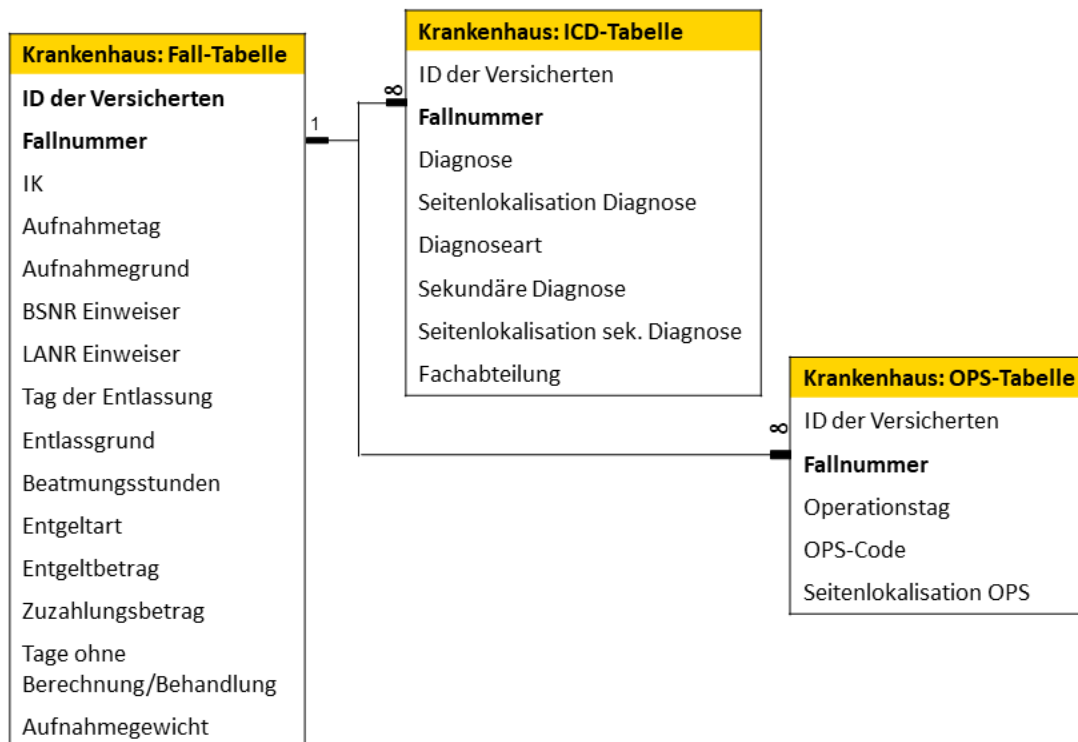 Krankenhaus: Fall-Tabelle
ID der Versicherten
Fallnummer
IK
Aufnahmetag
Aufnahmegrund
BSNR Einweiser
LANR Einweiser
Tag der Entlassung
Entlassgrund
Beatmungsstunden
Entgeltart
Entgeltbetrag
Zuzahlungsbetrag
Tage ohne
Berechnung/Behandlung
Aufnahmegewicht
1
8
Krankenhaus: ICD-Tabelle
ID der Versicherten
Fallnummer
Diagnose
Seitenlokalisation Diagnose
Diagnoseart
Sekundäre Diagnose
Seitenlokalisation sek. Diagnose
Fachabteilung
8
Krankenhaus: OPS-Tabelle
ID der Versicherten
Fallnummer
Operationstag
OPS-Code
Seitenlokalisation OPS